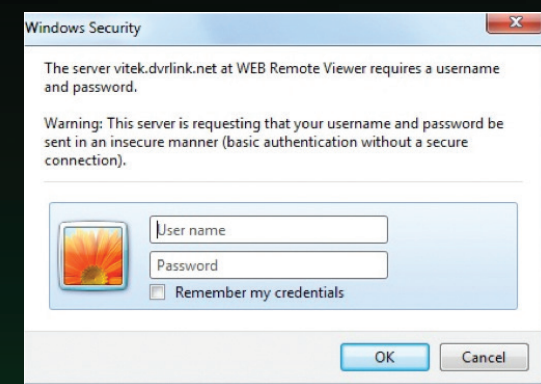 Windows Security
The server vitek.dvrlink.net at WEB Remote Viewer requires a username
and password.
Warning: This server is requesting that your username and password be
sent in an insecure manner (basic authentication without a secure
connection).
User name
Password
Remember my credentials
OK
Cancel